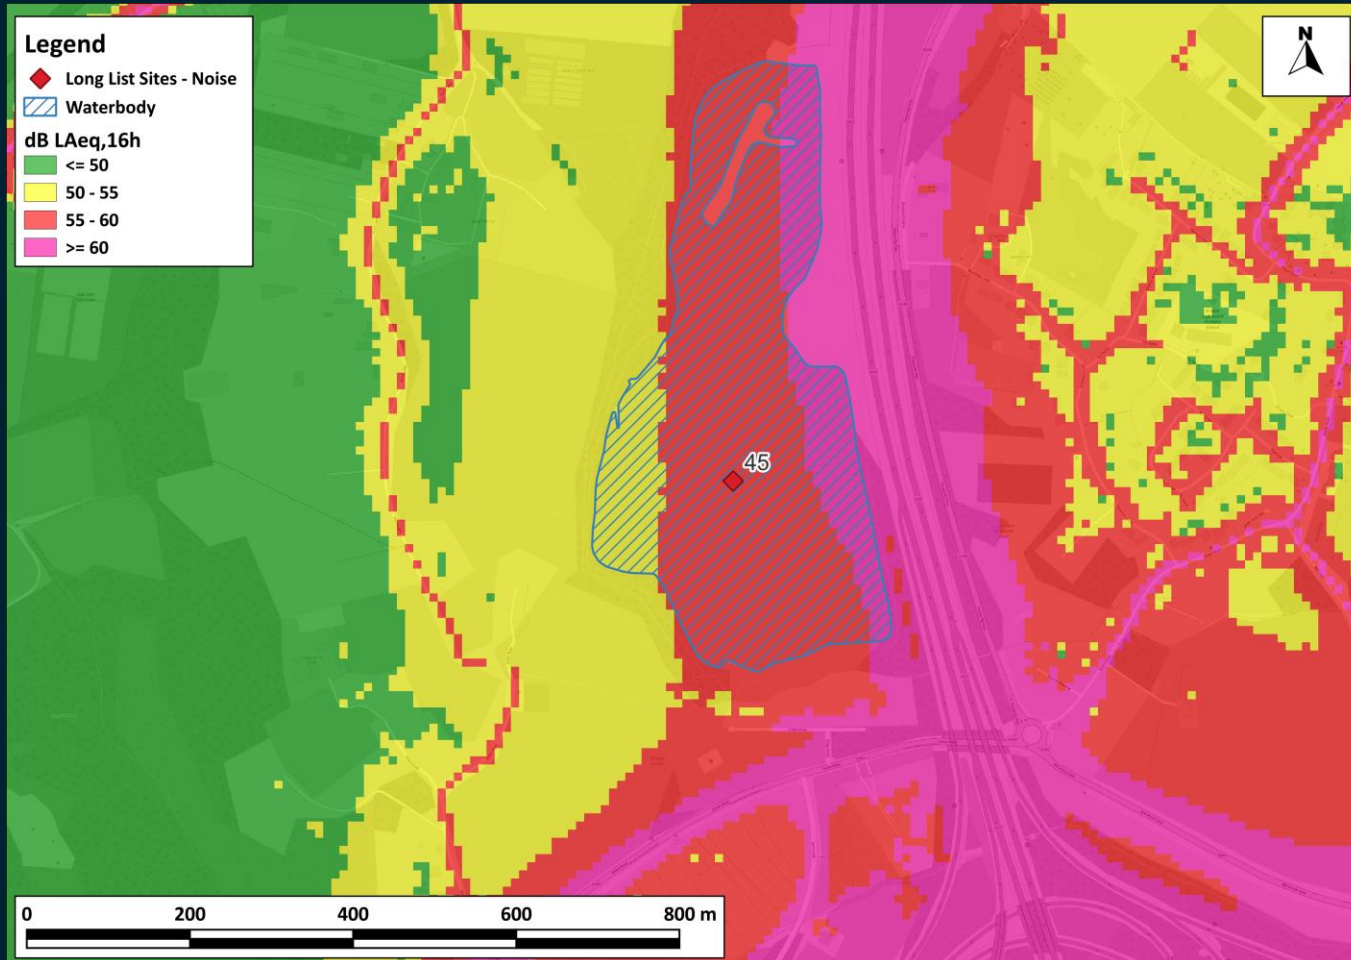 Legend
Long List Sites - Noise
Waterbody
dB LAeq,16h
<= 50
50 - 55
55 - 60
>= 60
N
45
0 200 400 600 800 m